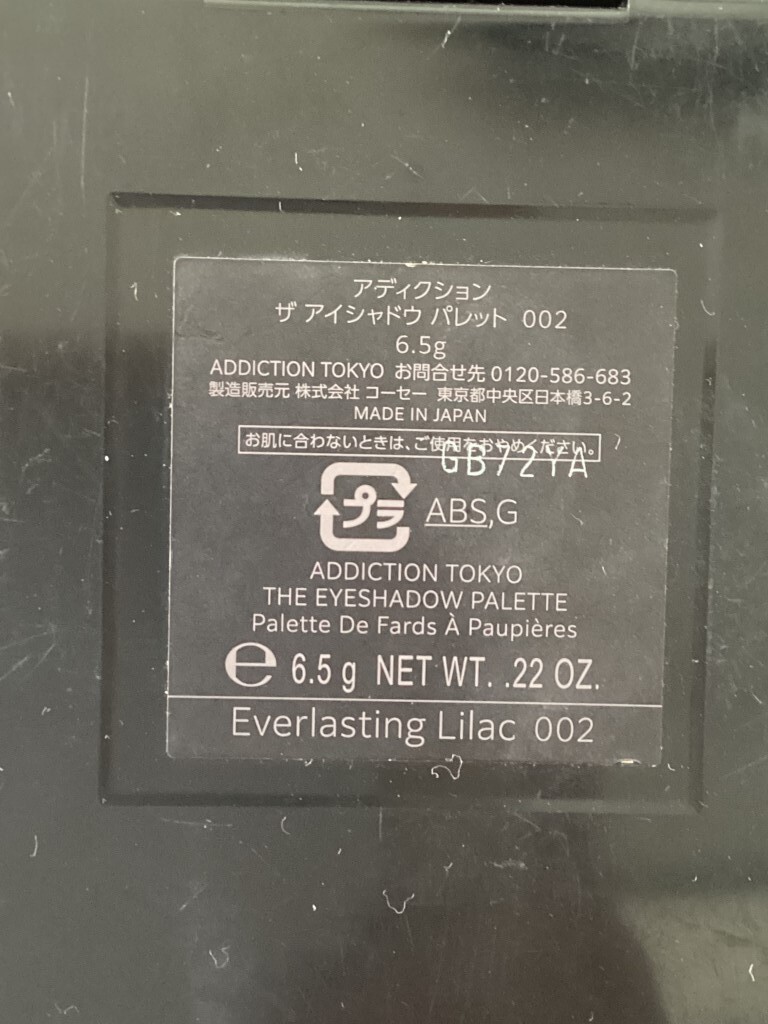 アディクション
ザ アイシャドウ パレット 002
6.5g
ADDICTION TOKYO お問合せ先 0120-586-683
製造販売元 株式会社 コーセー 東京都中央区日本橋3-6-2
MADE IN JAPAN
お肌に合わないときは、ご使用をおやめください。
GB72YA
プラ ABS,G
ADDICTION TOKYO
THE EYESHADOW PALETTE
Palette De Fards À Paupières
℮ 6.5 g NET WT. .22 OZ.
Everlasting Lilac 002